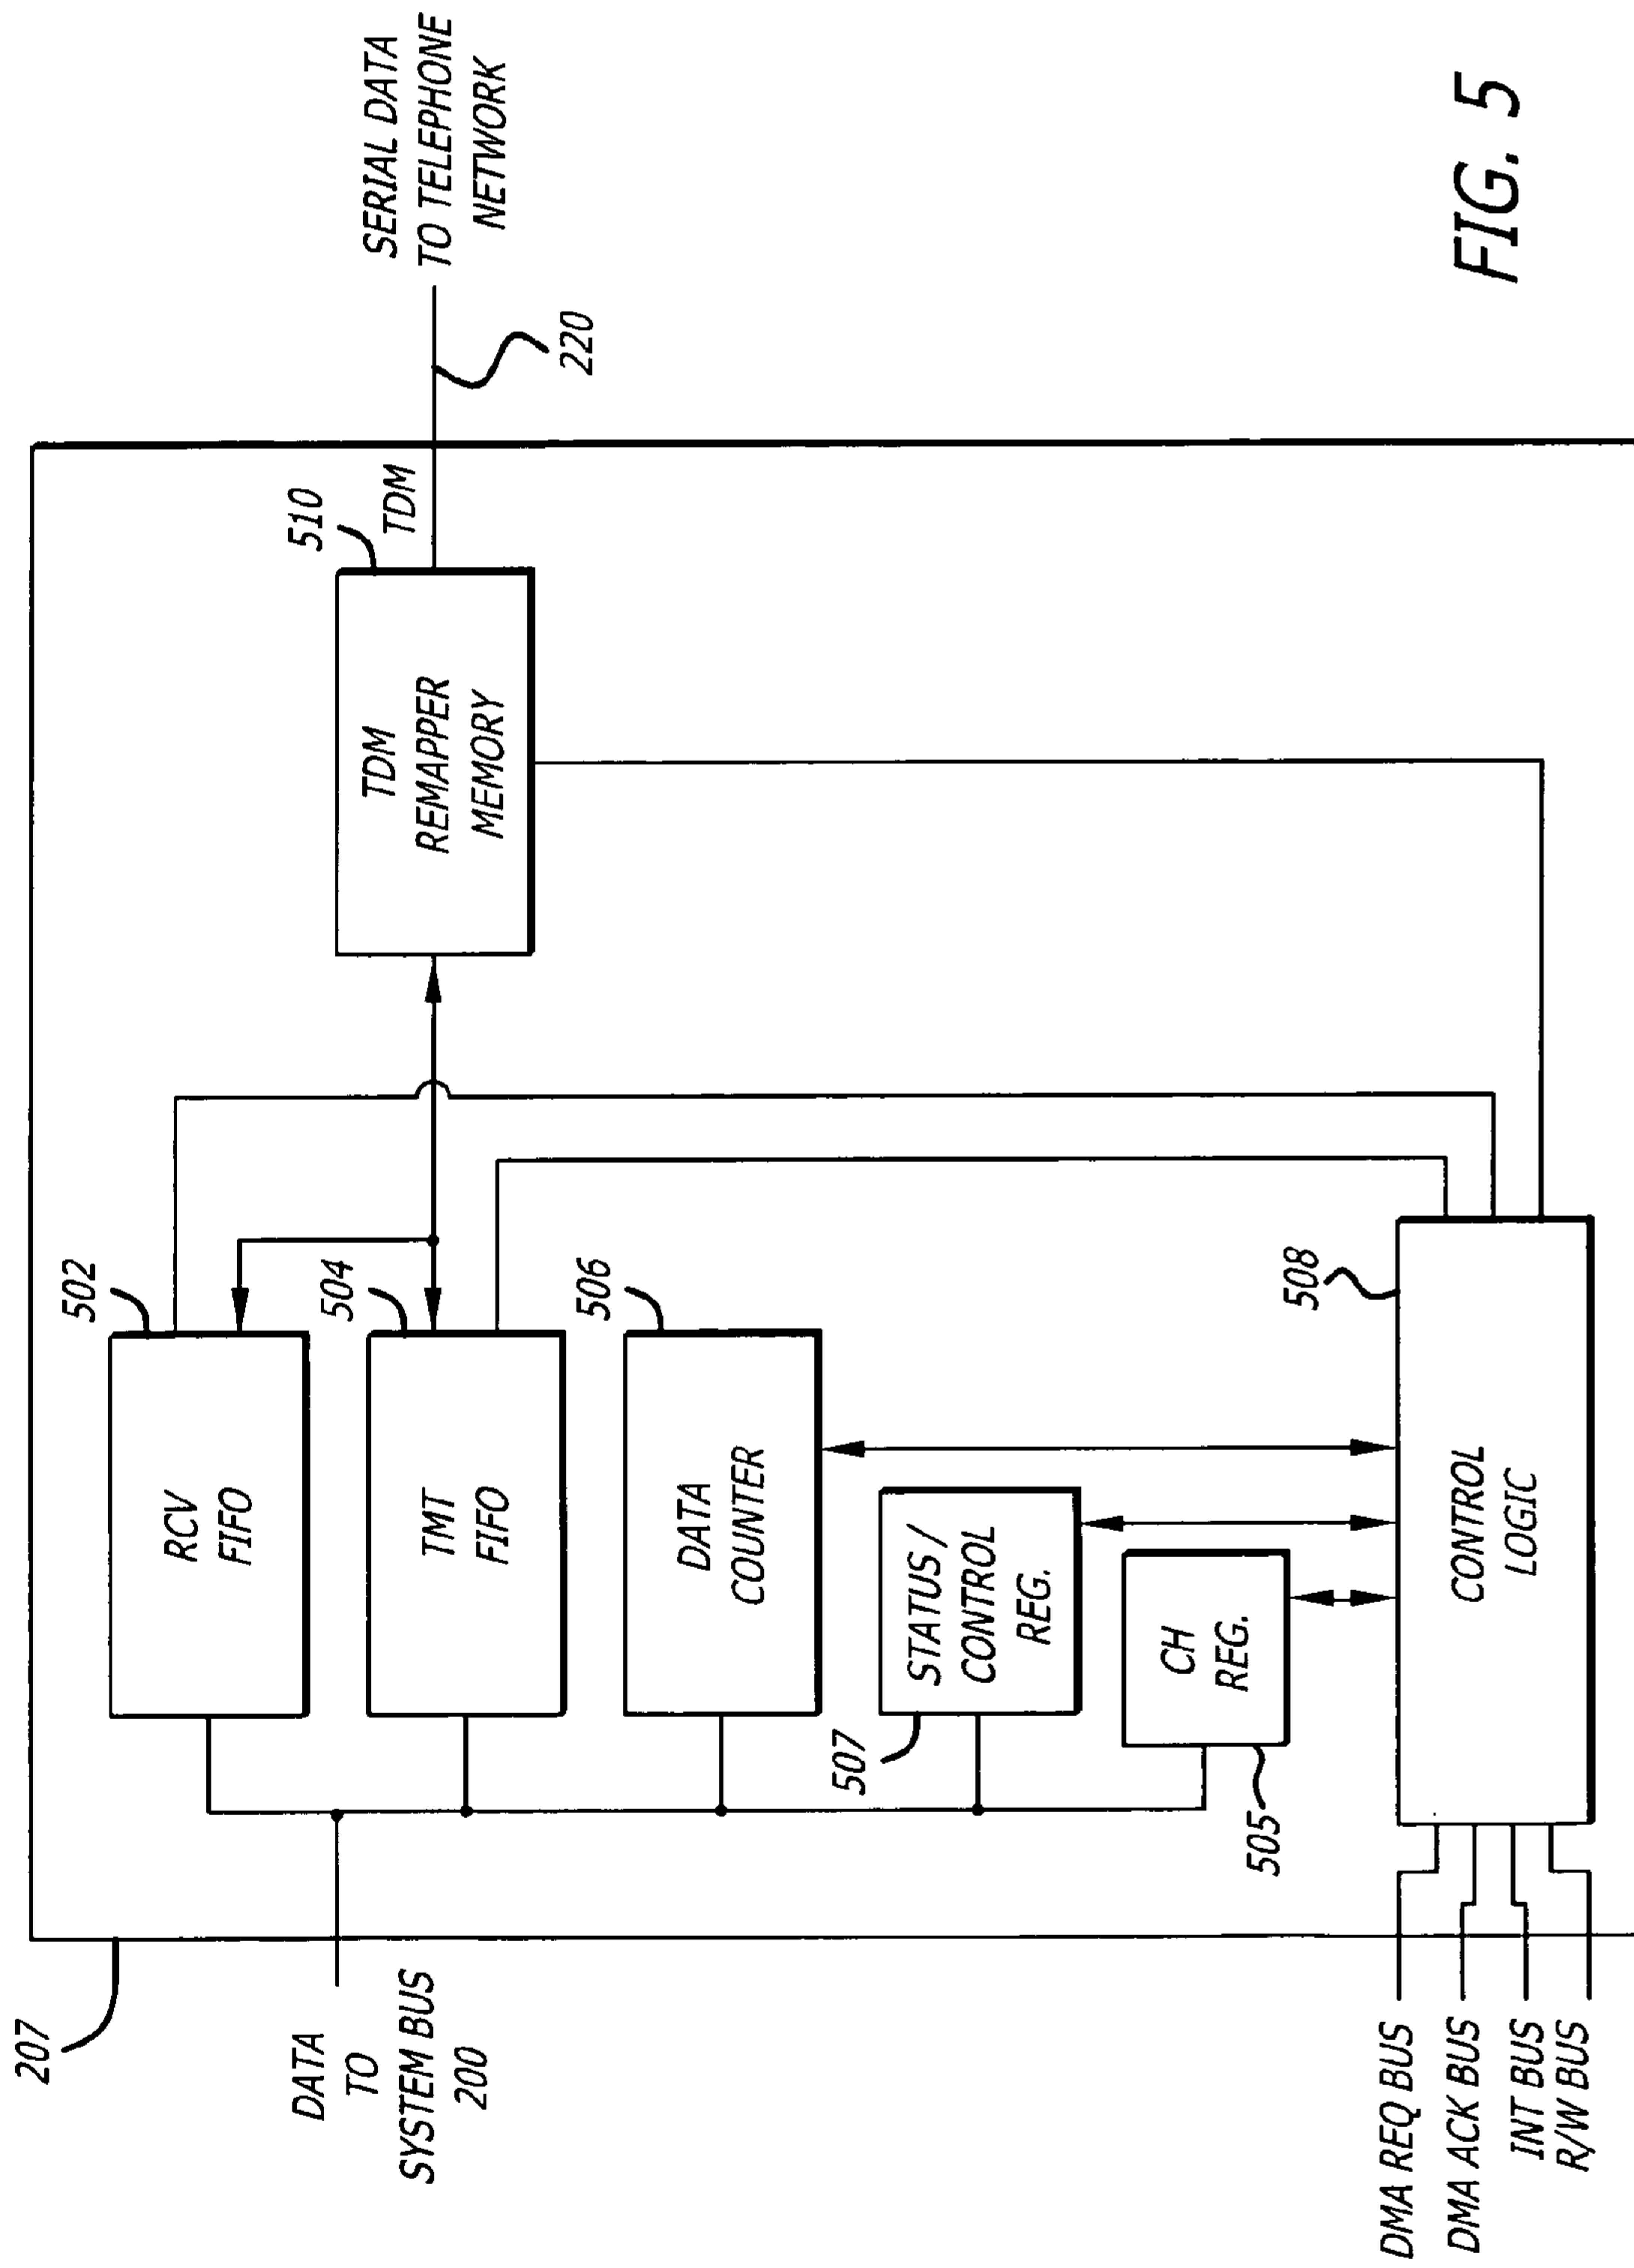 207
502
RCV
FIFO
504
TMT
FIFO
506
DATA
COUNTER
507
STATUS /
CONTROL
REG.
505
CH
REG.
508
CONTROL
LOGIC
510
TDM
REMAPPER
MEMORY
TDM
220
SERIAL DATA
TO TELEPHONE
NETWORK
DATA
TO
SYSTEM BUS
200
DMA REQ BUS
DMA ACK BUS
INT BUS
R/W BUS
FIG. 5